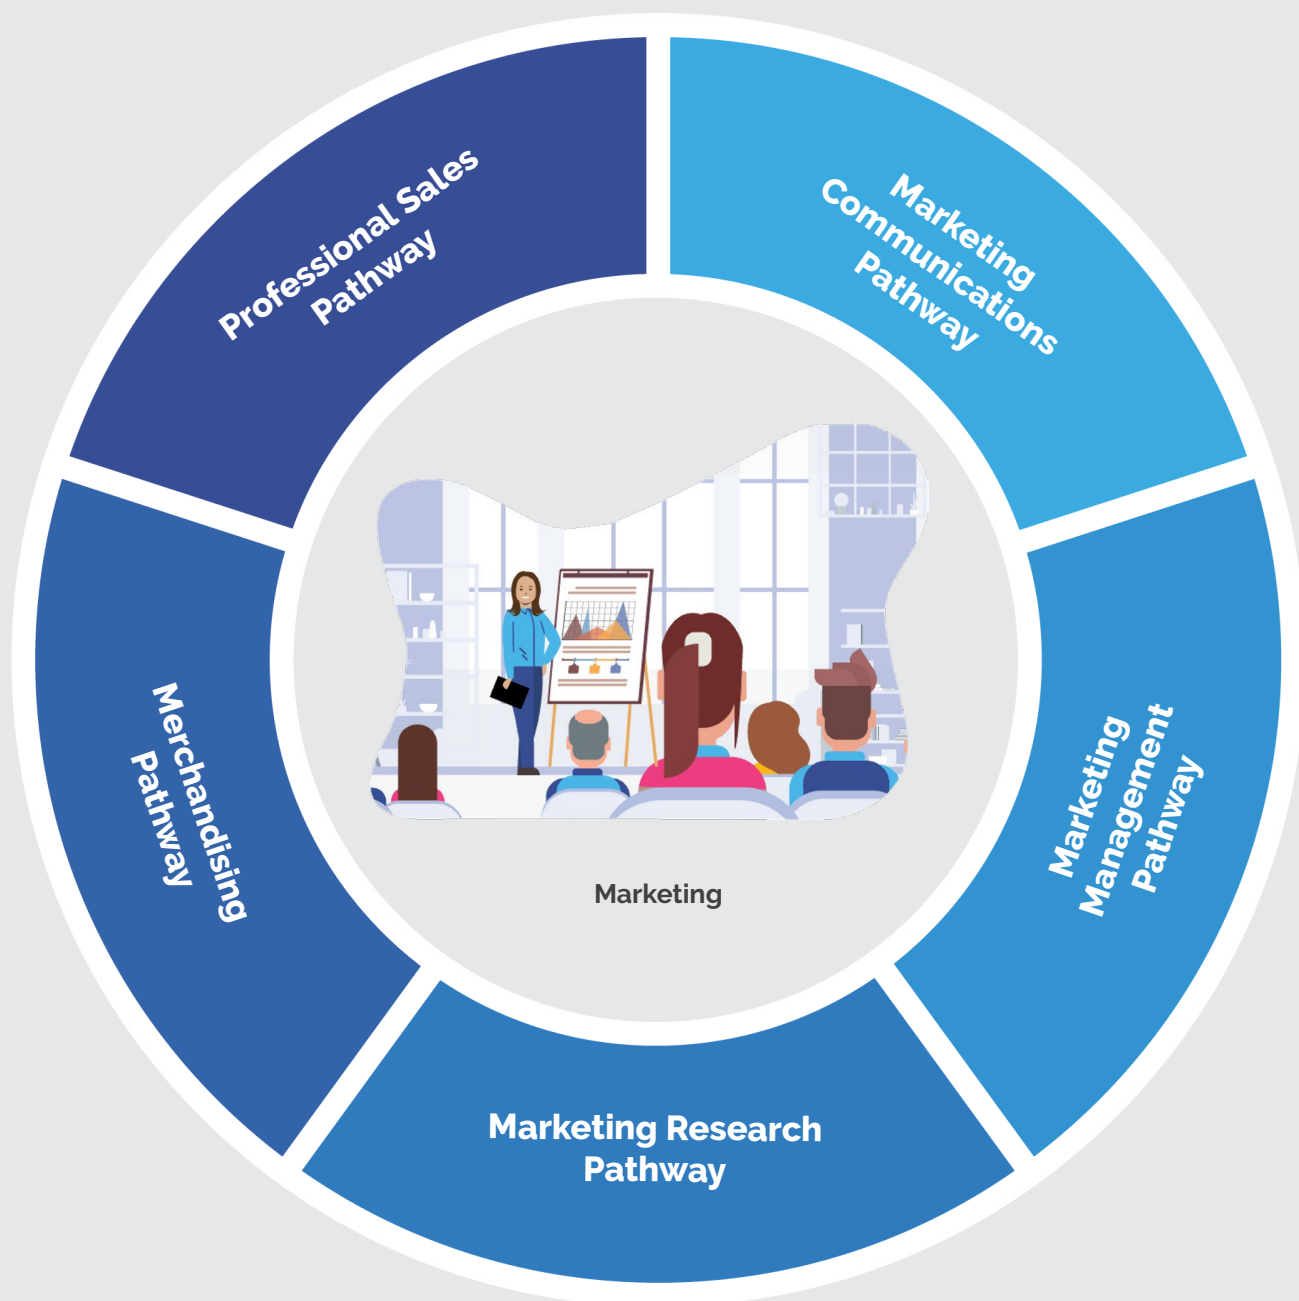 Professional Sales
Pathway
Marketing
Communications
Pathway
Marketing
Management
Pathway
Marketing Research
Pathway
Merchandising
Pathway
Marketing